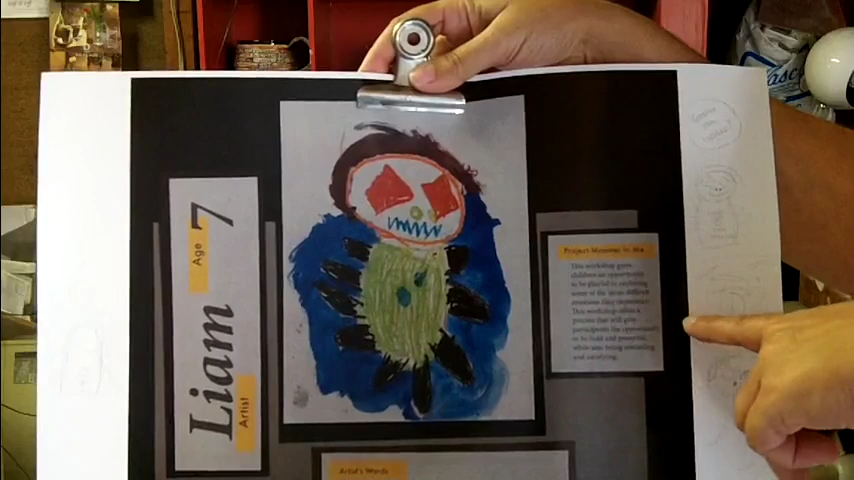 Age 7
Liam
Artist
Project Monster In Me
This workshop gave
children an opportunity
to be playful in exploring
some of the more difficult
emotions they experience.
This workshop offers a
process that will give
participants the opportunity
to be bold and powerful,
while also being
and satisfying.
Artist's Words